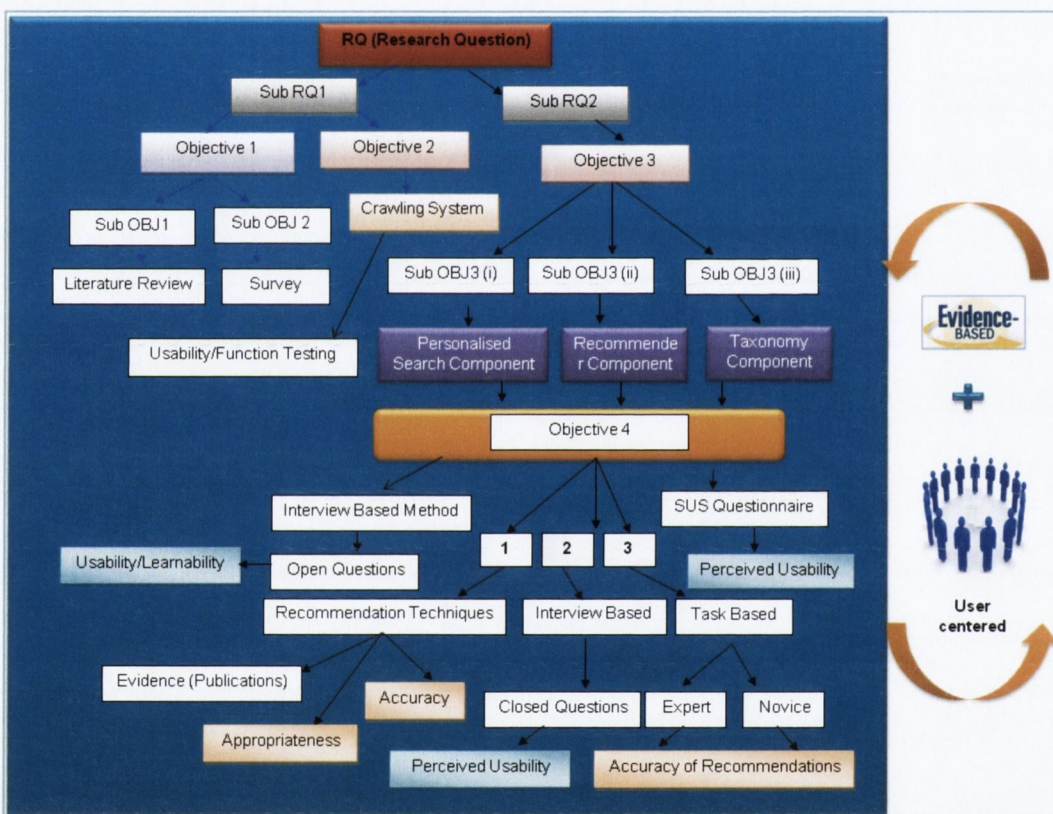 RQ (Research Question)
Sub RQ1
Sub RQ2
Objective 1
Objective 2
Objective 3
Sub OBJ1
Sub OBJ 2
Crawling System
Literature Review
Survey
Sub OBJ3 (i)
Sub OBJ3 (ii)
Sub OBJ3 (iii)
Usability/Function Testing
Personalised
Search Component
Recommende
r Component
Taxonomy
Component
Objective 4
Interview Based Method
SUS Questionnaire
1
2
3
Usability/Learnability
Open Questions
Perceived Usability
Recommendation Techniques
Interview Based
Task Based
Evidence (Publications)
Accuracy
Appropriateness
Closed Questions
Expert
Novice
Perceived Usability
Accuracy of Recommendations
Evidence-
BASED
+
User
centered